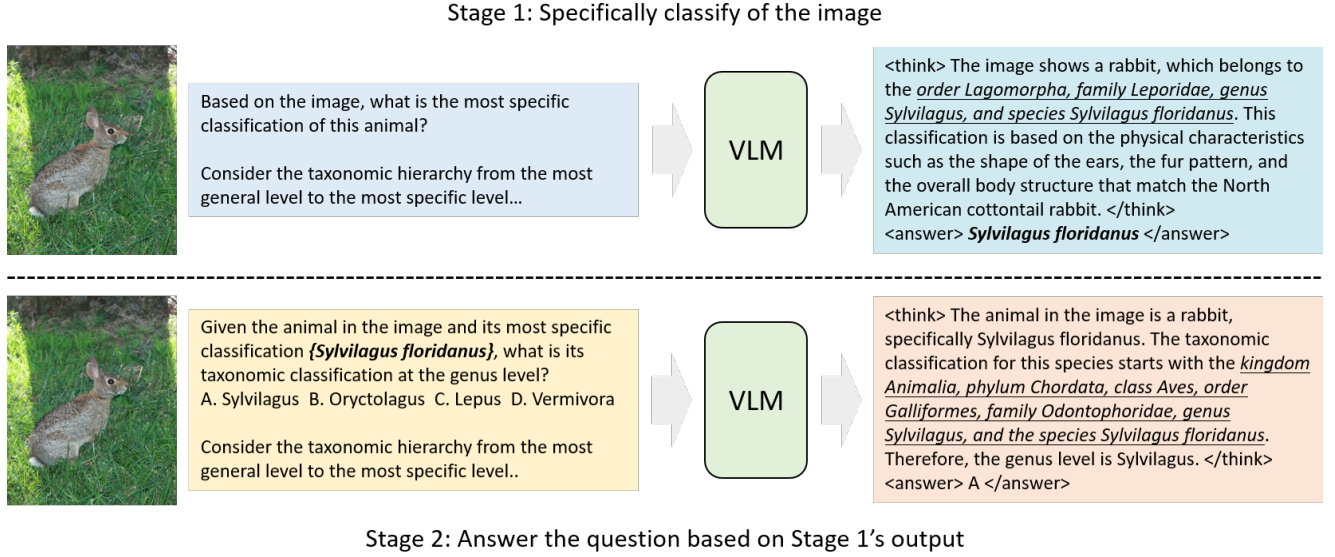 Stage 1: Specifically classify of the image
Based on the image, what is the most specific
classification of this animal?
Consider the taxonomic hierarchy from the most
general level to the most specific level...
VLM
<think> The image shows a rabbit, which belongs to
the order Lagomorpha, family Leporidae, genus
Sylvilagus, and species Sylvilagus floridanus. This
classification is based on the physical characteristics
such as the shape of the ears, the fur pattern, and
the overall body structure that match the North
American cottontail rabbit. </think>
<answer> Sylvilagus floridanus </answer>
Given the animal in the image and its most specific
classification {Sylvilagus floridanus}, what is its
taxonomic classification at the genus level?
A. Sylvilagus B. Oryctolagus C. Lepus D. Vermivora
Consider the taxonomic hierarchy from the most
general level to the most specific level..
VLM
<think> The animal in the image is a rabbit,
specifically Sylvilagus floridanus. The taxonomic
classification for this species starts with the kingdom
Animalia, phylum Chordata, class Aves, order
Galliformes, family Odontophoridae, genus
Sylvilagus, and the species Sylvilagus floridanus.
Therefore, the genus level is Sylvilagus. </think>
<answer> A </answer>
Stage 2: Answer the question based on Stage 1's output